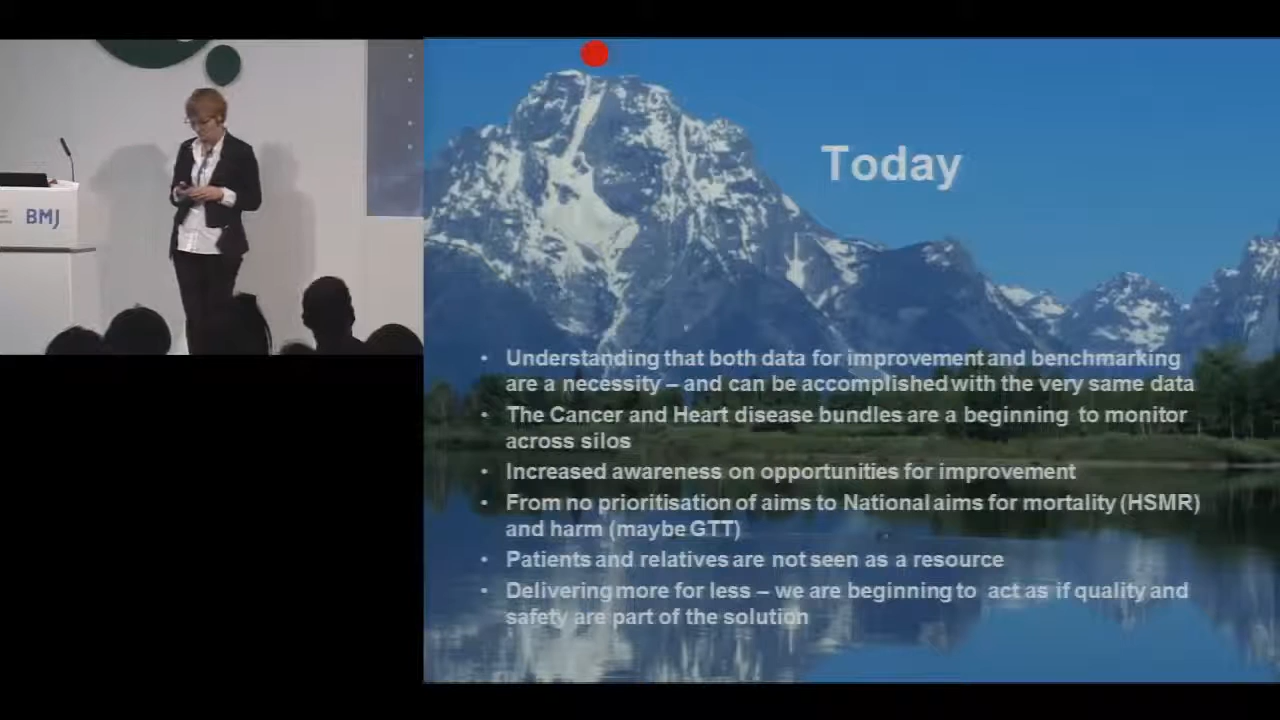 BMJ
Today
• Understanding that both data for improvement and benchmarking
are a necessity – and can be accomplished with the very same data
• The Cancer and Heart disease bundles are a beginning to monitor
across silos
• Increased awareness on opportunities for improvement
• From no prioritisation of aims to National aims for mortality (HSMR)
and harm (maybe GTT)
• Patients and relatives are not seen as a resource
• Delivering more for less – we are beginning to act as if quality and
safety are part of the solution